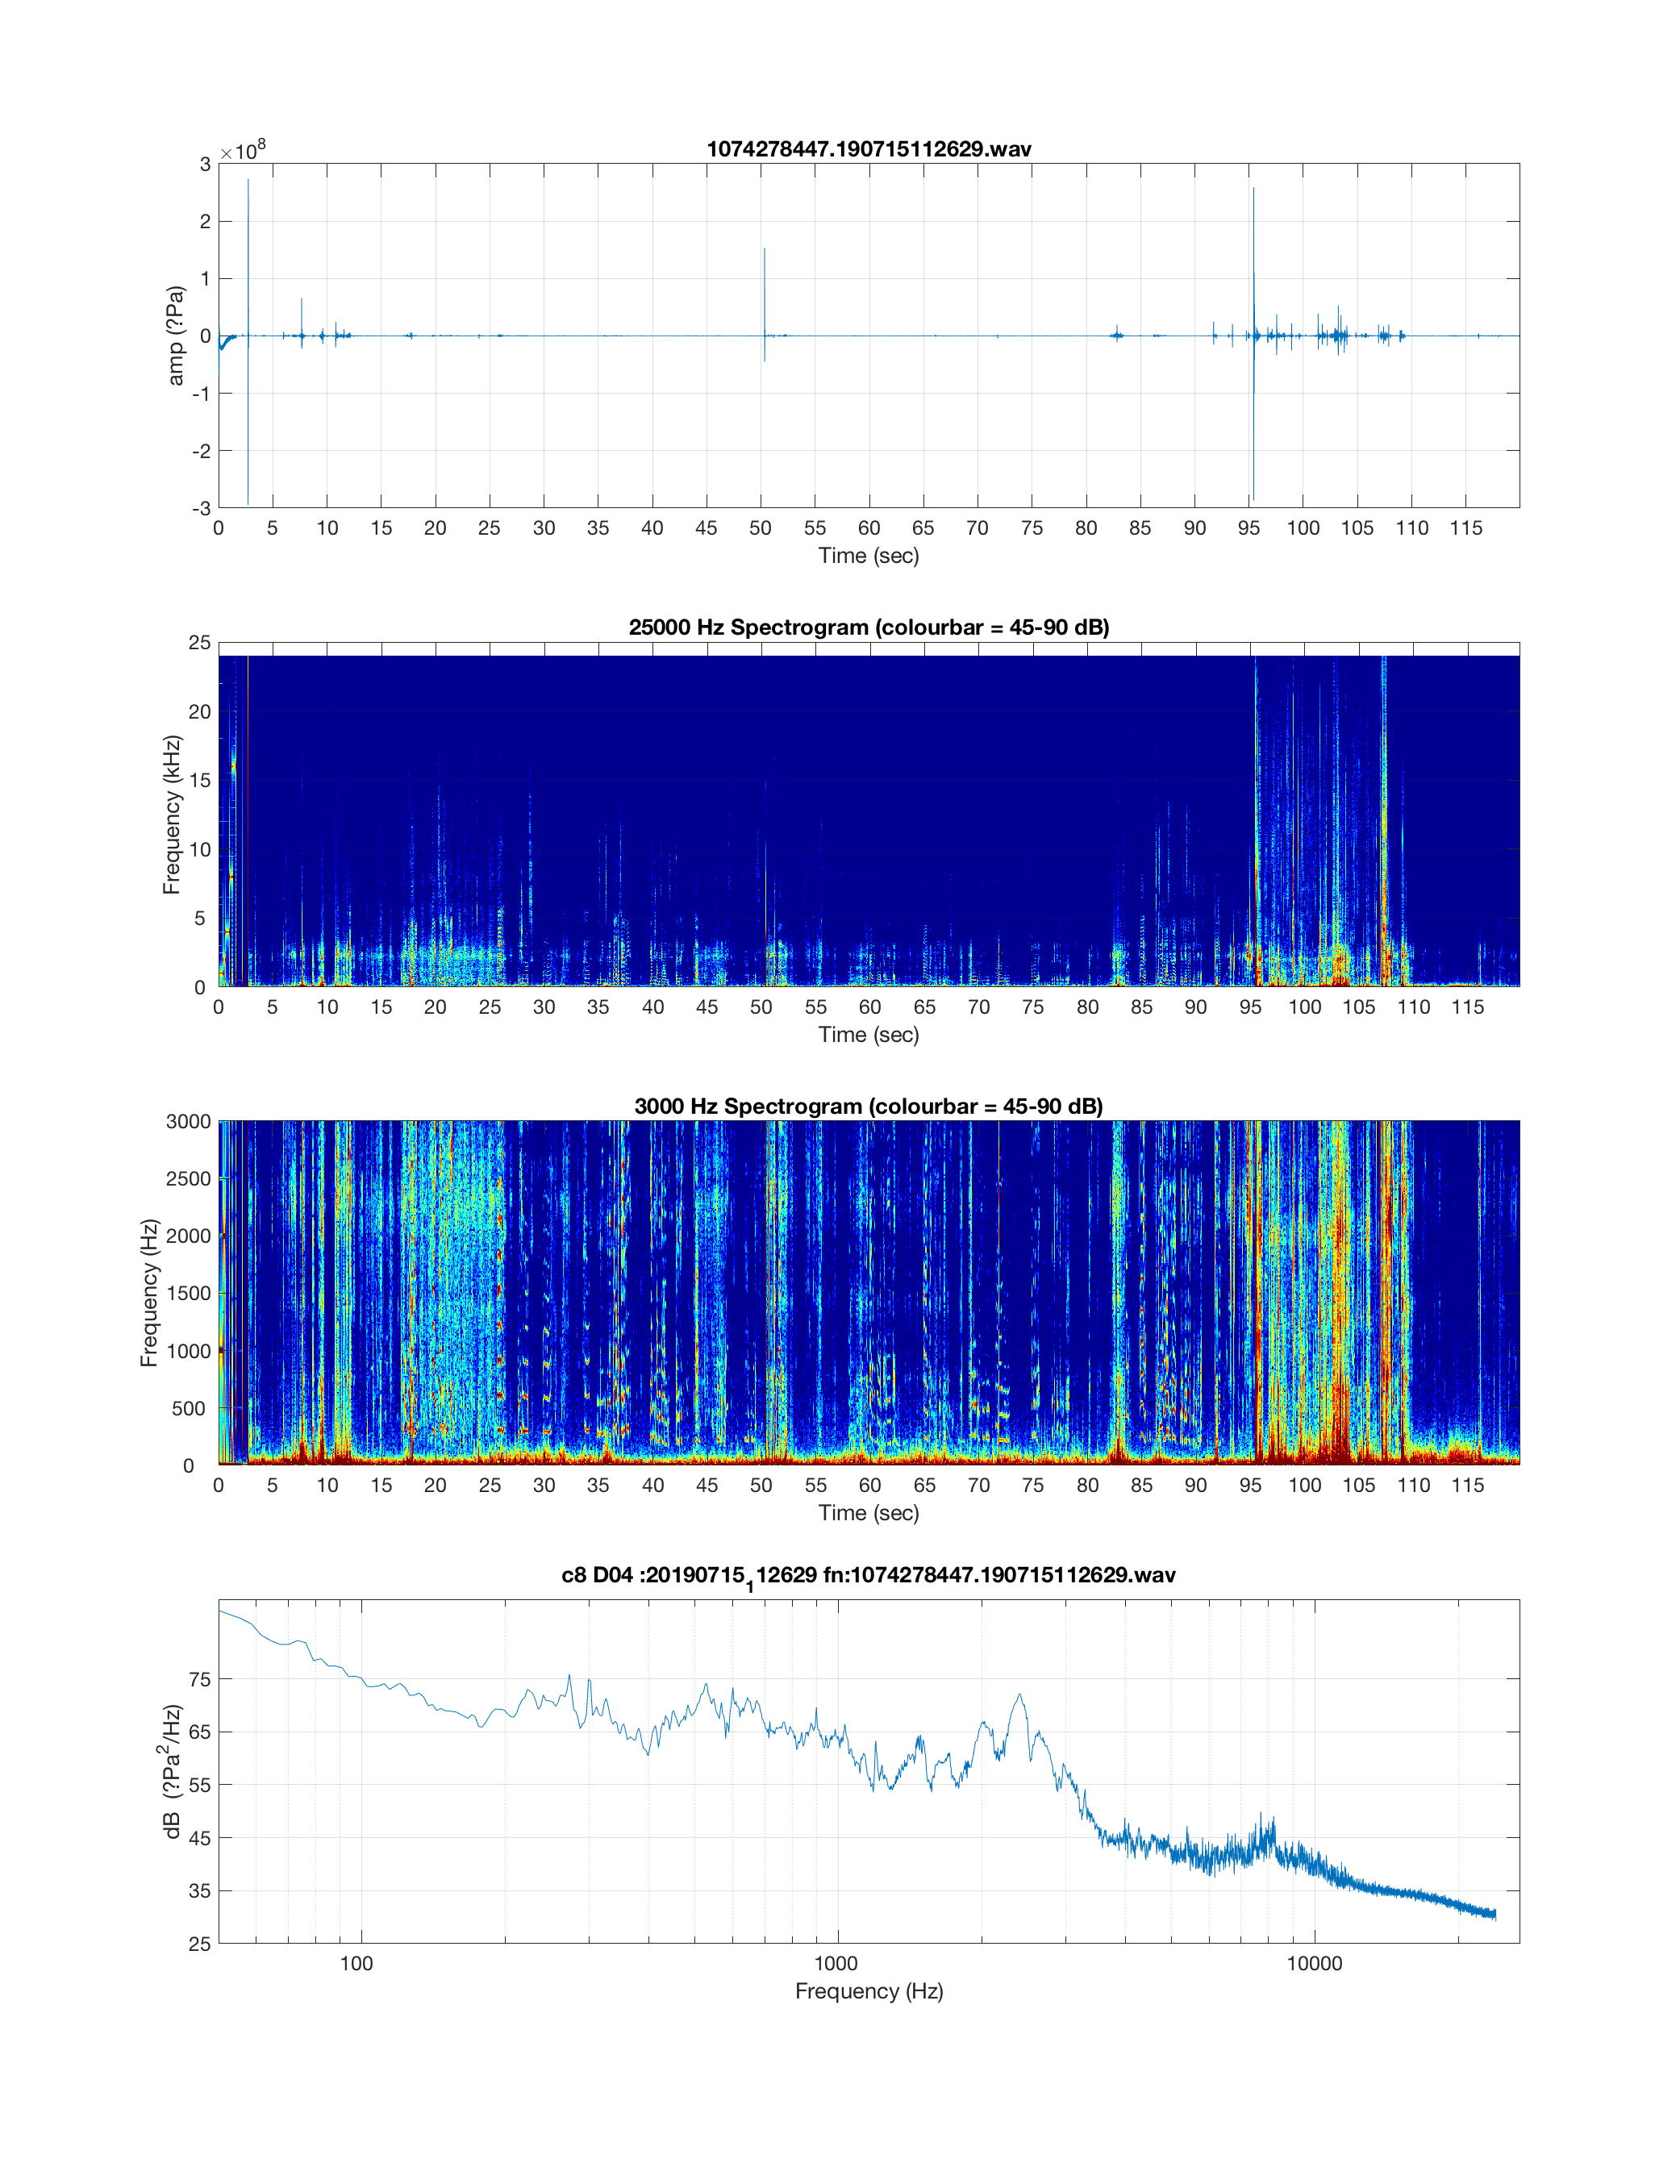 1074278447.190715112629.wav
×10^8
3
2
1
0
-1
-2
-3
amp (?Pa)
0 5 10 15 20 25 30 35 40 45 50 55 60 65 70 75 80 85 90 95 100 105 110 115
Time (sec)
25000 Hz Spectrogram (colourbar = 45-90 dB)
25
20
15
10
5
0
Frequency (kHz)
0 5 10 15 20 25 30 35 40 45 50 55 60 65 70 75 80 85 90 95 100 105 110 115
Time (sec)
3000 Hz Spectrogram (colourbar = 45-90 dB)
3000
2500
2000
1500
1000
500
0
Frequency (Hz)
0 5 10 15 20 25 30 35 40 45 50 55 60 65 70 75 80 85 90 95 100 105 110 115
Time (sec)
c8 D04 :20190715_112629 fn:1074278447.190715112629.wav
75
65
55
45
35
25
dB (?Pa^2/Hz)
100 1000 10000
Frequency (Hz)